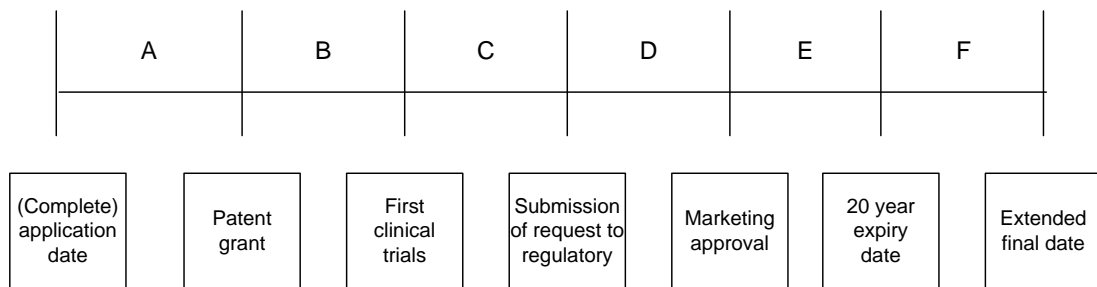 A B C D E F
(Complete)
application
date
Patent
grant
First
clinical
trials
Submission
of request to
regulatory
Marketing
approval
20 year
expiry
date
Extended
final date